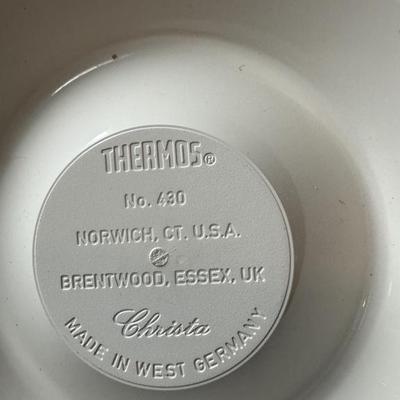 THERMOS®
No. 430
NORWICH, CT. U.S.A.
BRENTWOOD, ESSEX, UK
Christa
MADE IN WEST GERMANY